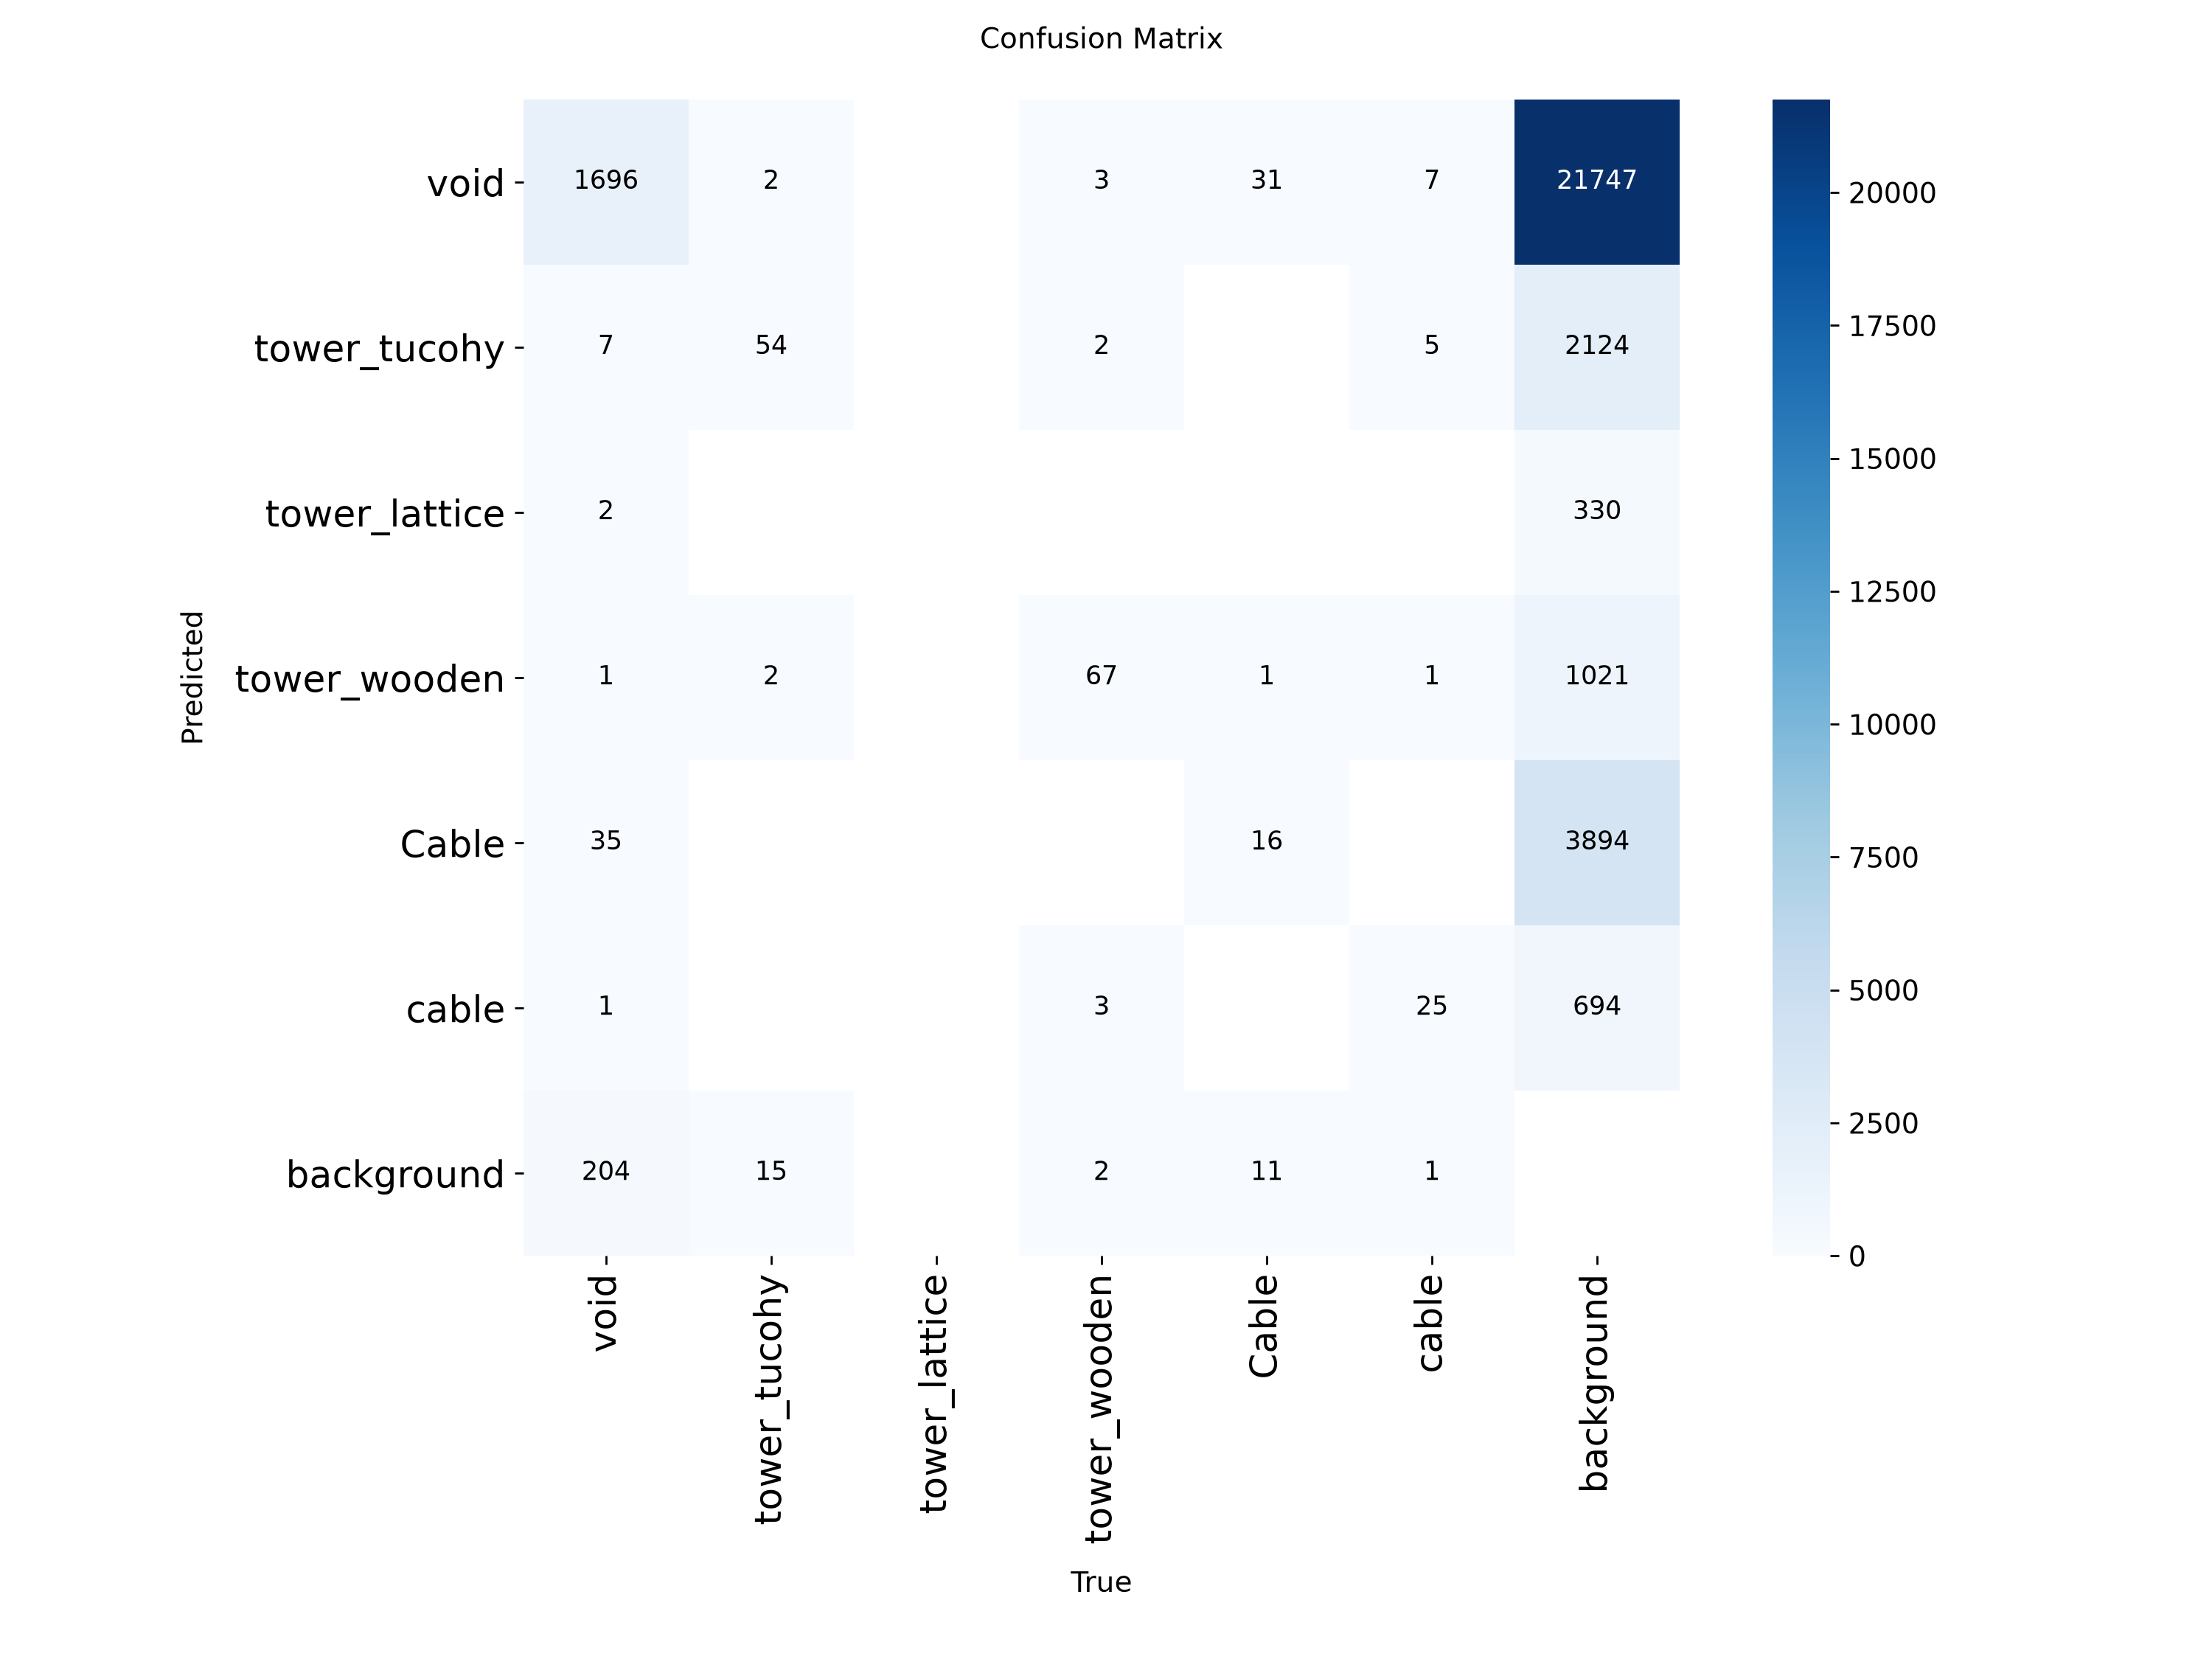 Confusion Matrix
void 1696 2 3 31 7 21747
tower_tucohy 7 54 2 5 2124
tower_lattice 2 330
tower_wooden 1 2 67 1 1 1021
Cable 35 16 3894
cable 1 3 25 694
background 204 15 2 11 1
Predicted
void
tower_tucohy
tower_lattice
tower_wooden
Cable
cable
background
True
20000
17500
15000
12500
10000
7500
5000
2500
0